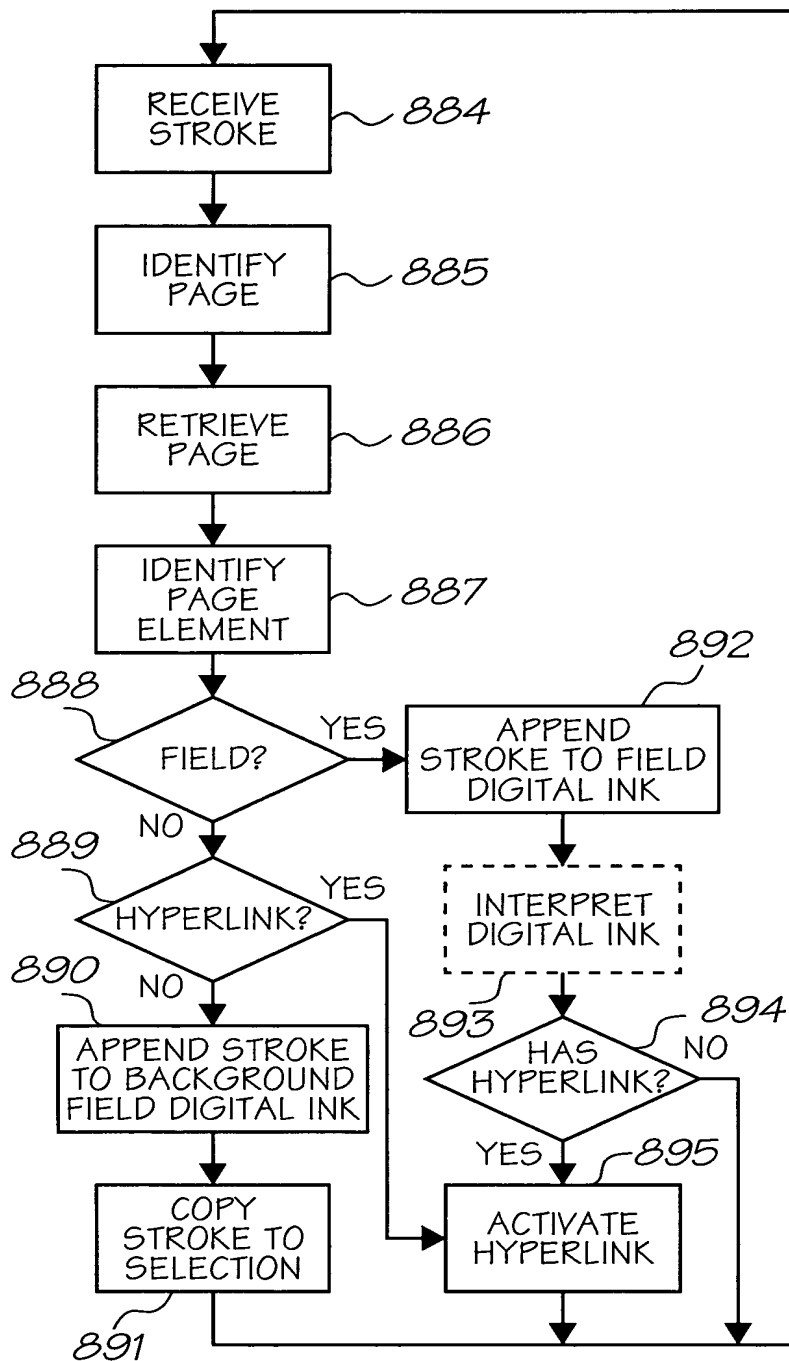 RECEIVE
STROKE
884
IDENTIFY
PAGE
885
RETRIEVE
PAGE
886
IDENTIFY
PAGE
ELEMENT
887
888
FIELD?
YES
NO
892
APPEND
STROKE TO FIELD
DIGITAL INK
889
HYPERLINK?
YES
NO
INTERPRET
DIGITAL INK
893
890
APPEND STROKE
TO BACKGROUND
FIELD DIGITAL INK
894
HAS
HYPERLINK?
NO
YES
895
COPY
STROKE TO
SELECTION
891
ACTIVATE
HYPERLINK